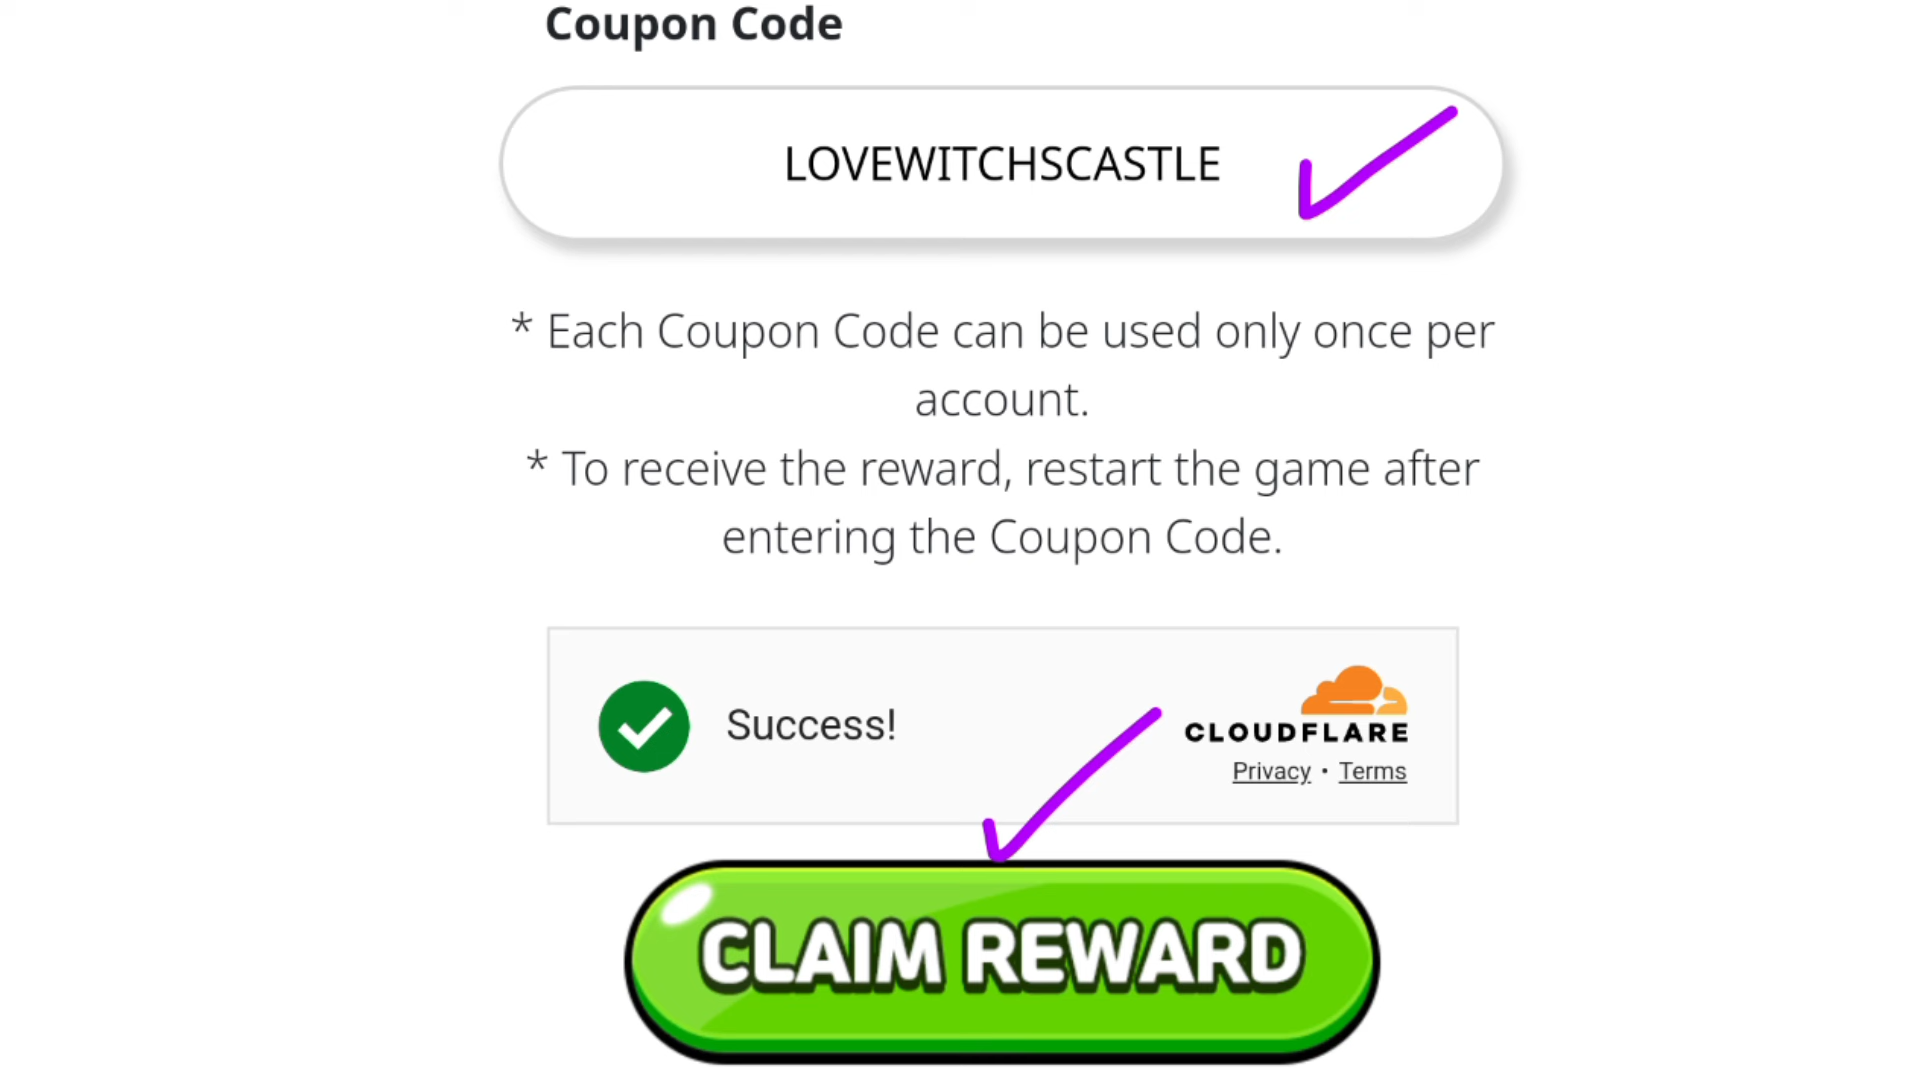 Coupon Code
LOVEWITCHSCASTLE
* Each Coupon Code can be used only once per
account.
* To receive the reward, restart the game after
entering the Coupon Code.
Success!
CLOUDFLARE
Privacy • Terms
CLAIM REWARD